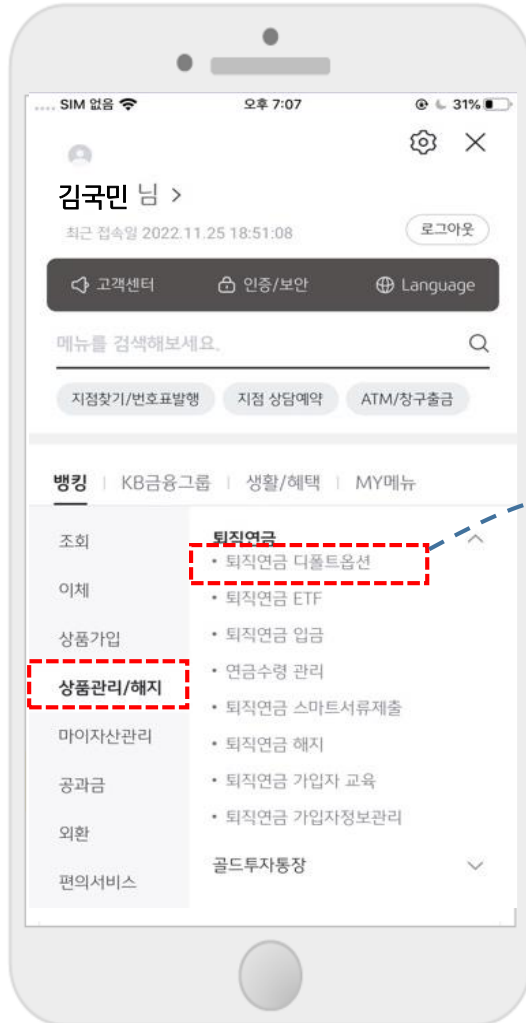 SIM 없음 오후 7:07 31%
김국민 님 >
최근 접속일 2022.11.25 18:51:08 로그아웃
고객센터 인증/보안 Language
메뉴를 검색해보세요.
지점찾기/번호표발행 지점 상담예약 ATM/창구출금
뱅킹 KB금융그룹 생활/혜택 MY메뉴
조회
이체
상품가입
상품관리/해지
마이자산관리
공과금
외환
편의서비스
퇴직연금
• 퇴직연금 디폴트옵션
• 퇴직연금 ETF
• 퇴직연금 입금
• 연금수령 관리
• 퇴직연금 스마트서류제출
• 퇴직연금 해지
• 퇴직연금 가입자 교육
• 퇴직연금 가입자정보관리
골드투자통장